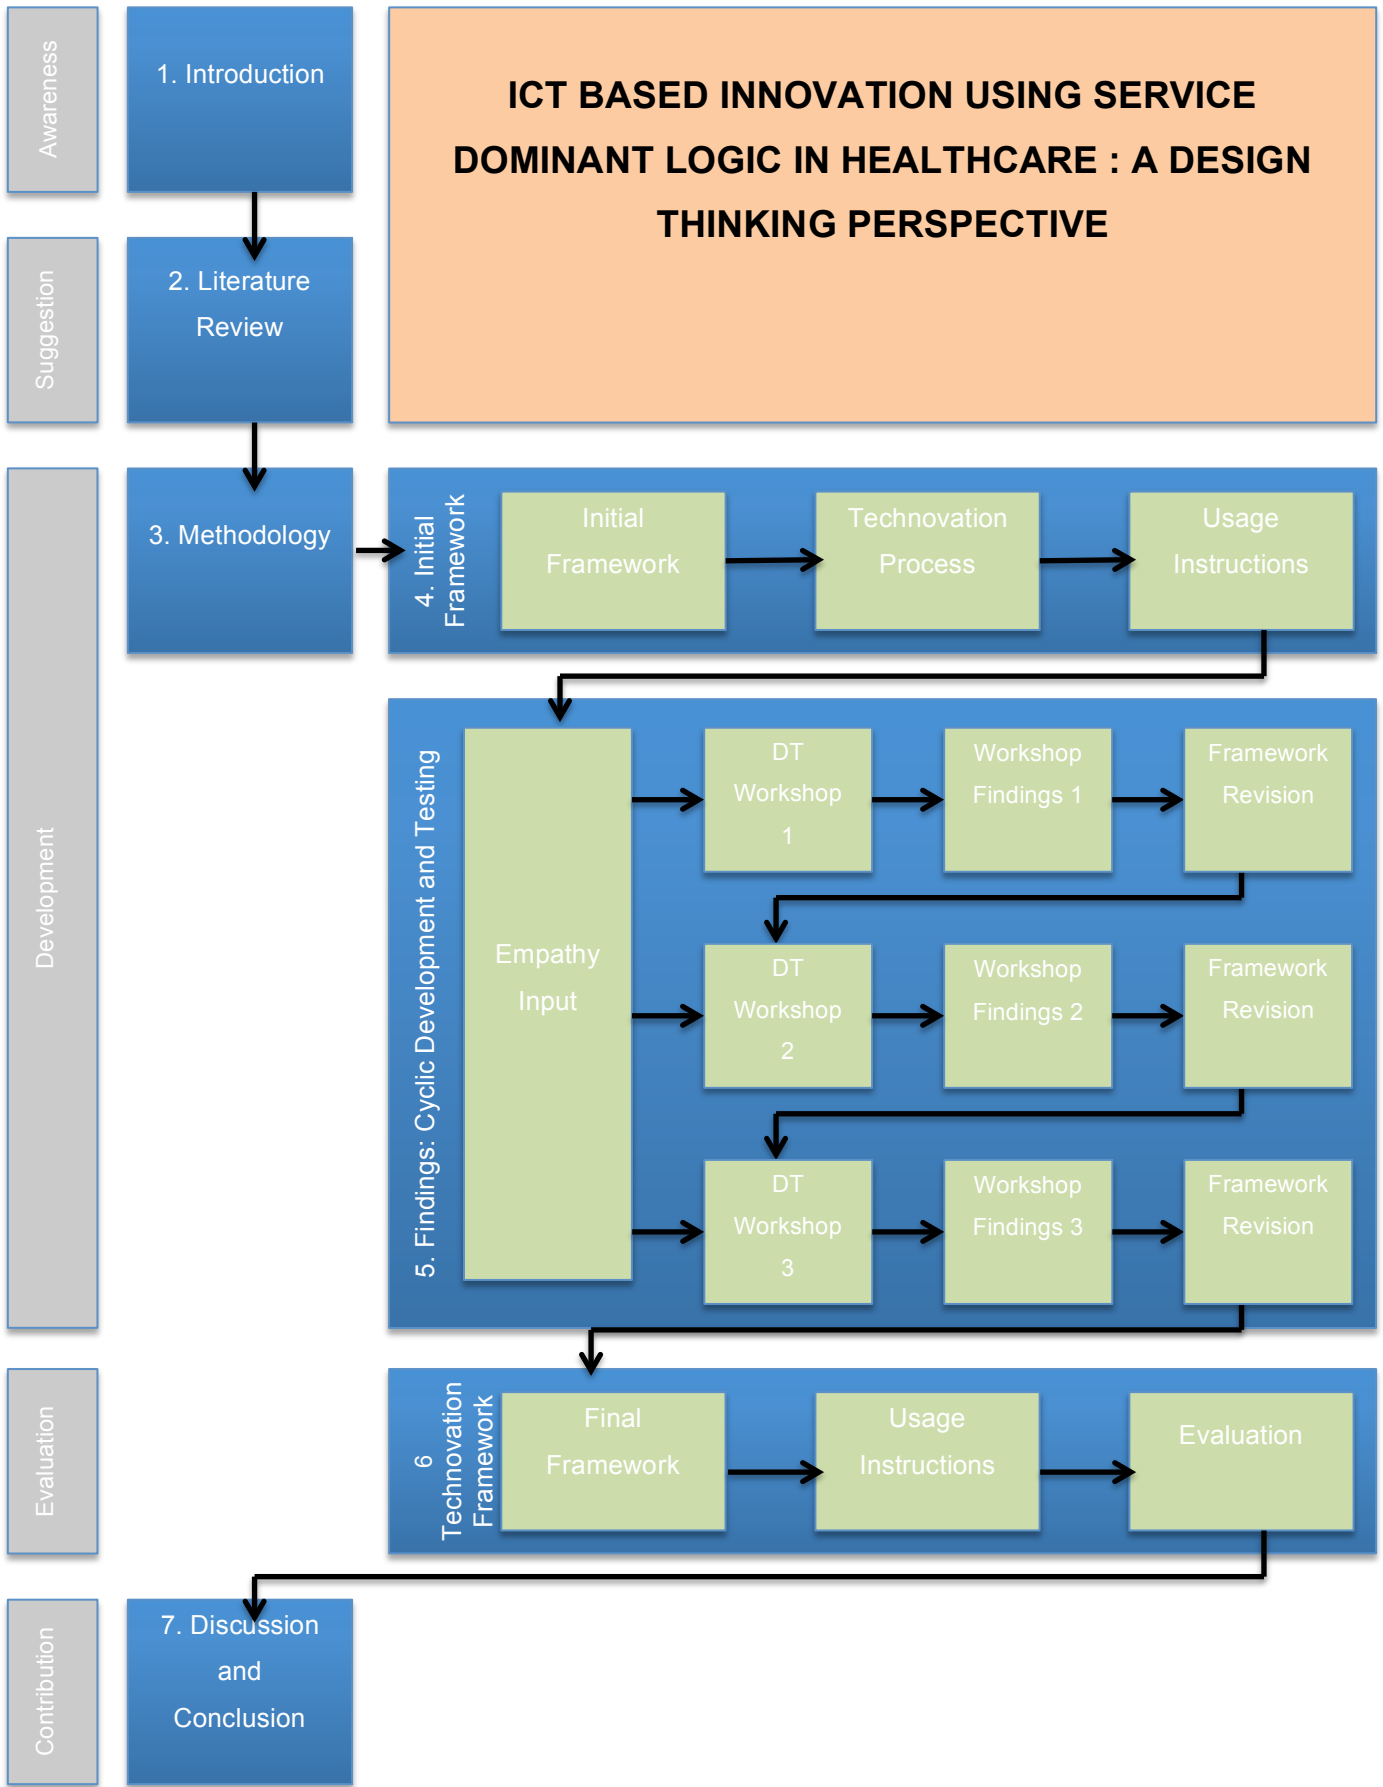 Awareness
1. Introduction
ICT BASED INNOVATION USING SERVICE
DOMINANT LOGIC IN HEALTHCARE : A DESIGN
THINKING PERSPECTIVE
Suggestion
2. Literature
Review
Development
3. Methodology
4. Initial
Framework
Initial
Framework
Technovation
Process
Usage
Instructions
5. Findings: Cyclic Development and Testing
Empathy
Input
DT
Workshop
1
Workshop
Findings 1
Framework
Revision
DT
Workshop
2
Workshop
Findings 2
Framework
Revision
DT
Workshop
3
Workshop
Findings 3
Framework
Revision
Evaluation
6
Technovation
Framework
Final
Framework
Usage
Instructions
Evaluation
Contribution
7. Discussion
and
Conclusion